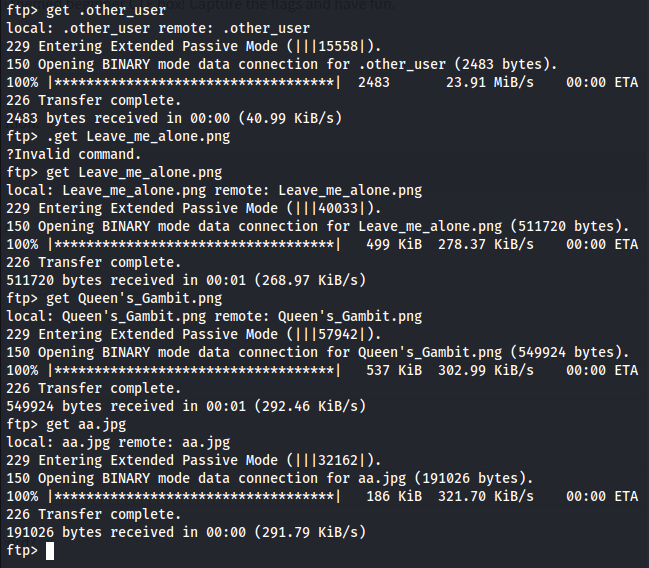 ftp> get .other_user
local: .other_user remote: .other_user
229 Entering Extended Passive Mode (|||15558|).
150 Opening BINARY mode data connection for .other_user (2483 bytes).
100% |***********************************|  2483       23.91 MiB/s    00:00 ETA
226 Transfer complete.
2483 bytes received in 00:00 (40.99 KiB/s)
ftp> .get Leave_me_alone.png
?Invalid command.
ftp> get Leave_me_alone.png
local: Leave_me_alone.png remote: Leave_me_alone.png
229 Entering Extended Passive Mode (|||40033|).
150 Opening BINARY mode data connection for Leave_me_alone.png (511720 bytes).
100% |***********************************|   499 KiB  278.37 KiB/s    00:00 ETA
226 Transfer complete.
511720 bytes received in 00:01 (268.97 KiB/s)
ftp> get Queen's_Gambit.png
local: Queen's_Gambit.png remote: Queen's_Gambit.png
229 Entering Extended Passive Mode (|||57942|).
150 Opening BINARY mode data connection for Queen's_Gambit.png (549924 bytes).
100% |***********************************|   537 KiB  302.99 KiB/s    00:00 ETA
226 Transfer complete.
549924 bytes received in 00:01 (292.46 KiB/s)
ftp> get aa.jpg
local: aa.jpg remote: aa.jpg
229 Entering Extended Passive Mode (|||32162|).
150 Opening BINARY mode data connection for aa.jpg (191026 bytes).
100% |***********************************|   186 KiB  321.70 KiB/s    00:00 ETA
226 Transfer complete.
191026 bytes received in 00:00 (291.79 KiB/s)
ftp>